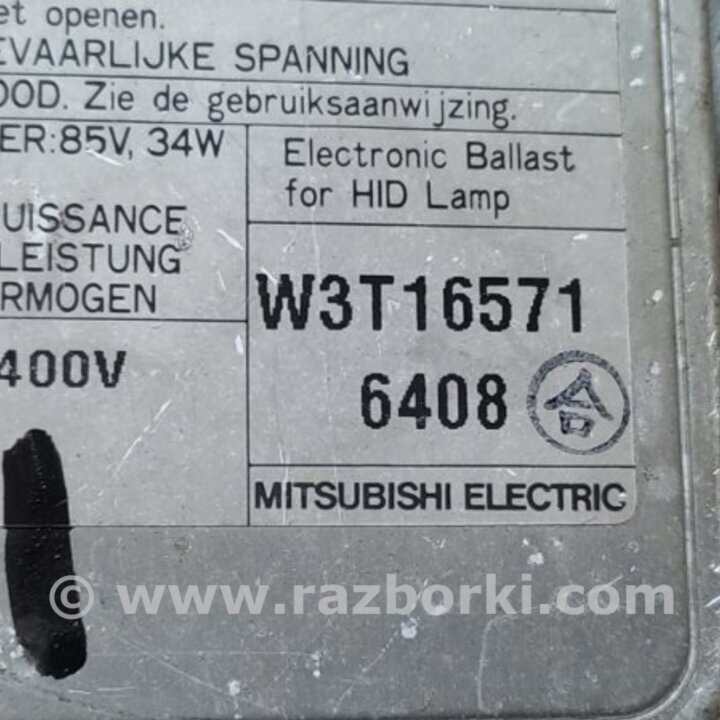 et openen.
EVAARLIJKE SPANNING
OOD. Zie de gebruiksaanwijzing.
ER:85V, 34W
Electronic Ballast
for HID Lamp
UISSANCE
LEISTUNG
RMOGEN
W3T16571
400V
6408 合
MITSUBISHI ELECTRIC
© www.razborki.com